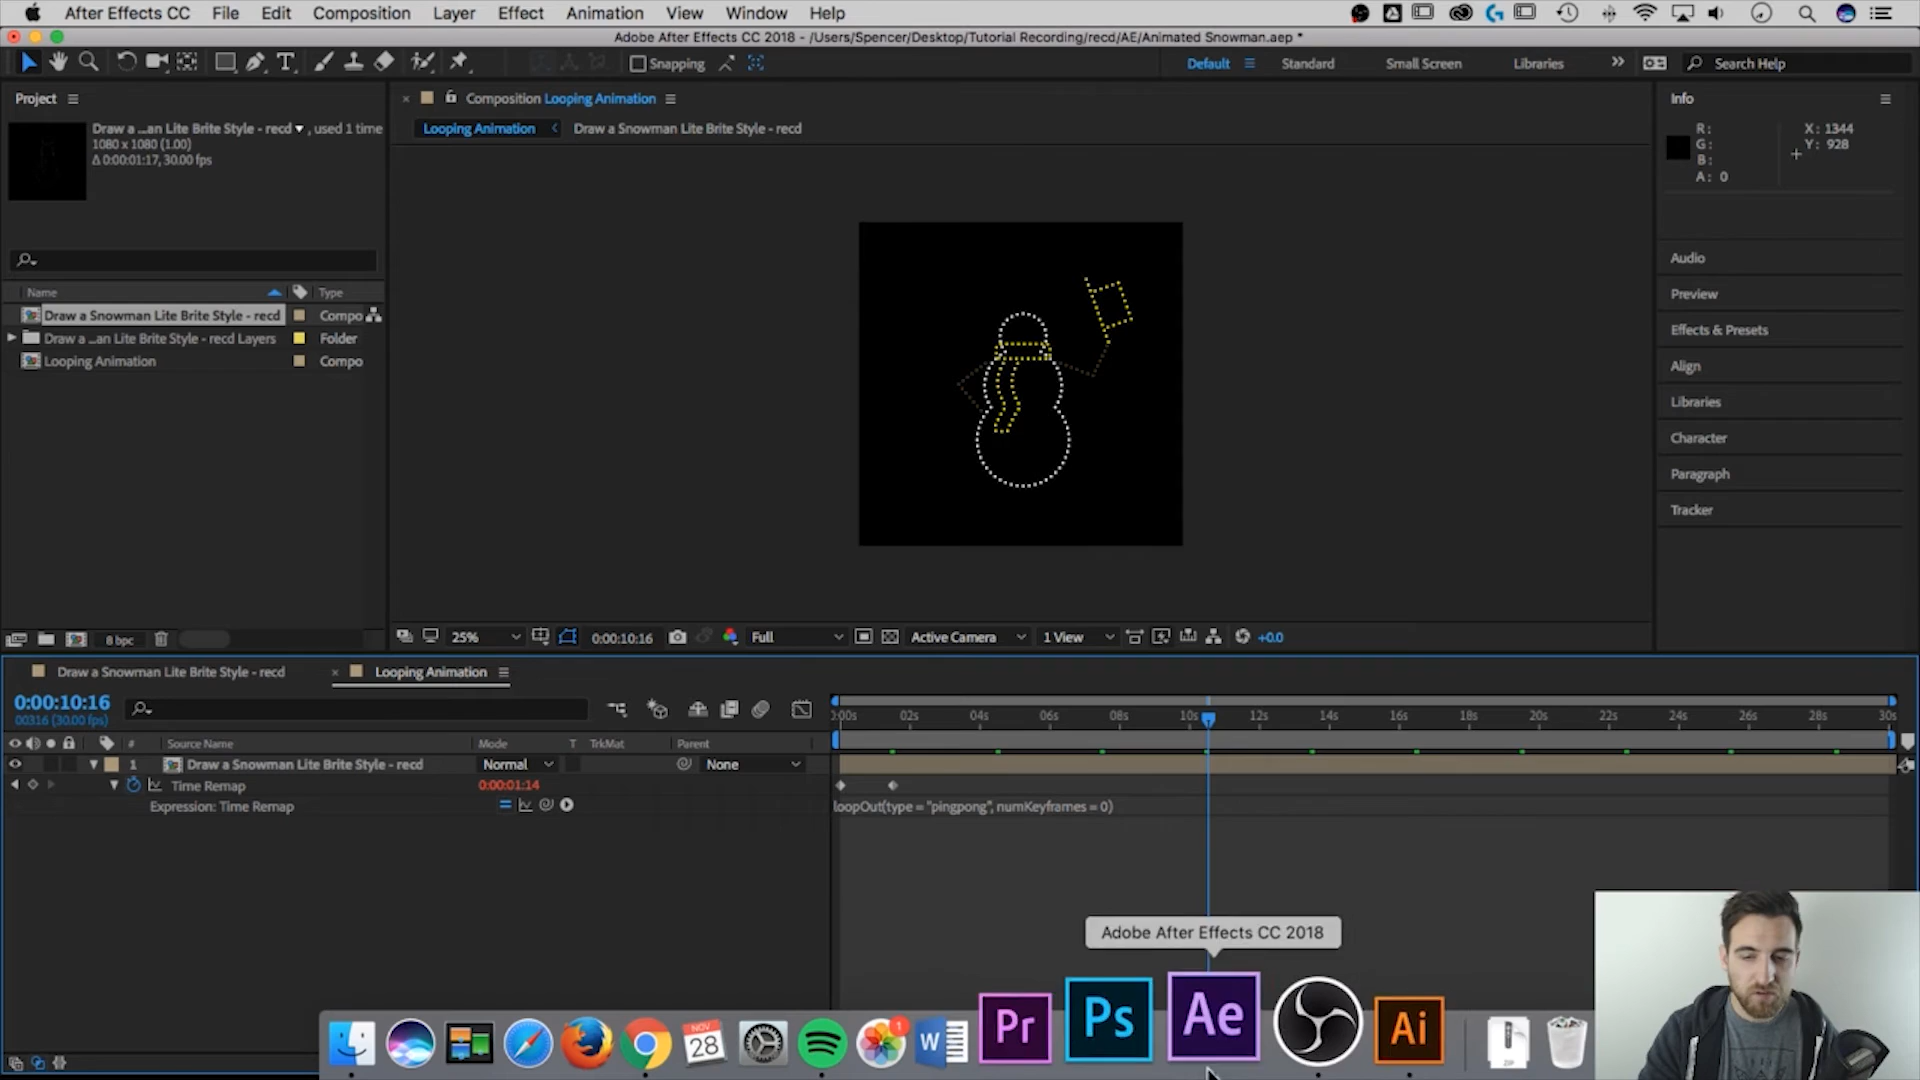 After Effects CC File Edit Composition Layer Effect Animation View Window Help
Adobe After Effects CC 2018 - /Users/Spencer/Desktop/Tutorial Recording/recd/AE/Animated Snowman.aep *
Snapping Default Standard Small Screen Libraries Search Help
Project
Draw a ...an Lite Brite Style - recd , used 1 time
1080 x 1080 (1.00)
Δ 0:00:01:17, 30.00 fps
Name Type
Draw a Snowman Lite Brite Style - recd Compo
Draw a ...an Lite Brite Style - recd Layers Folder
Looping Animation Compo
8 bpc
Composition Looping Animation
Looping Animation Draw a Snowman Lite Brite Style - recd
25% 0:00:10:16 Full Active Camera 1 View +0.0
Info
R: X: 1344
G: Y: 928
B:
A: 0
Audio
Preview
Effects & Presets
Align
Libraries
Character
Paragraph
Tracker
Draw a Snowman Lite Brite Style - recd Looping Animation
0:00:10:16
00316 (30.00 fps)
:00s 02s 04s 06s 08s 10s 12s 14s 16s 18s 20s 22s 24s 26s 28s 30s
# Source Name Mode T TrkMat Parent
1 Draw a Snowman Lite Brite Style - recd Normal None
Time Remap 0:00:01:14
Expression: Time Remap loopOut(type = "pingpong", numKeyframes = 0)
Adobe After Effects CC 2018
NOV
28
1
W
Pr
Ps
Ae
Ai
ZIP